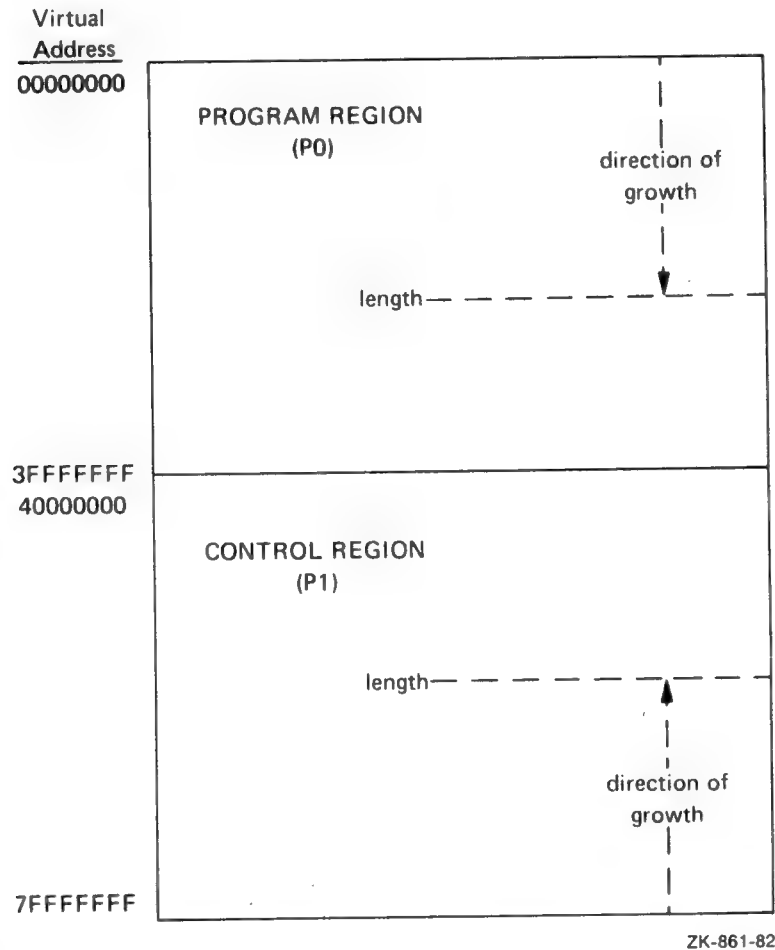 Virtual
Address
00000000
PROGRAM REGION
(P0)
direction of
growth
length
3FFFFFFF
40000000
CONTROL REGION
(P1)
length
direction of
growth
7FFFFFFF
ZK-861-82